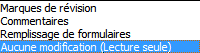 Marques de révision
Commentaires
Remplissage de formulaires
Aucune modification (Lecture seule)